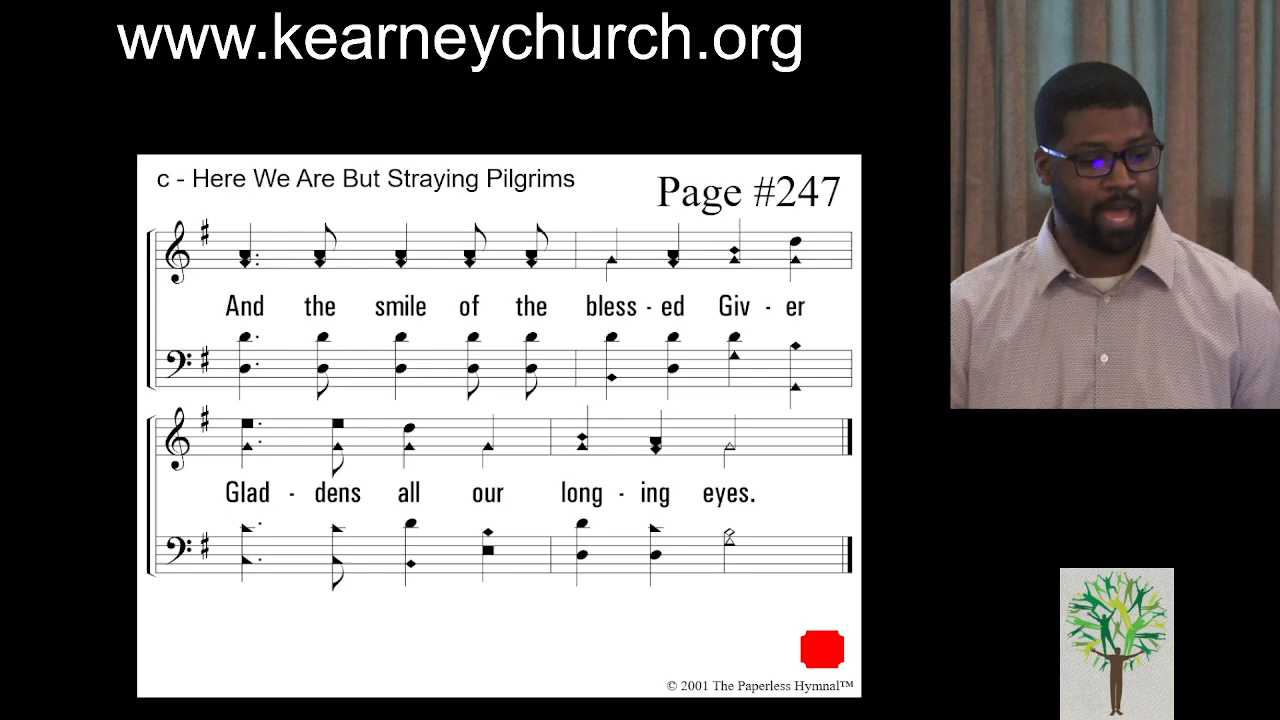 www.kearneychurch.org
c - Here We Are But Straying Pilgrims
Page #247
And the smile of the bless - ed Giv - er
Glad - dens all our long - ing eyes.
© 2001 The Paperless Hymnal™